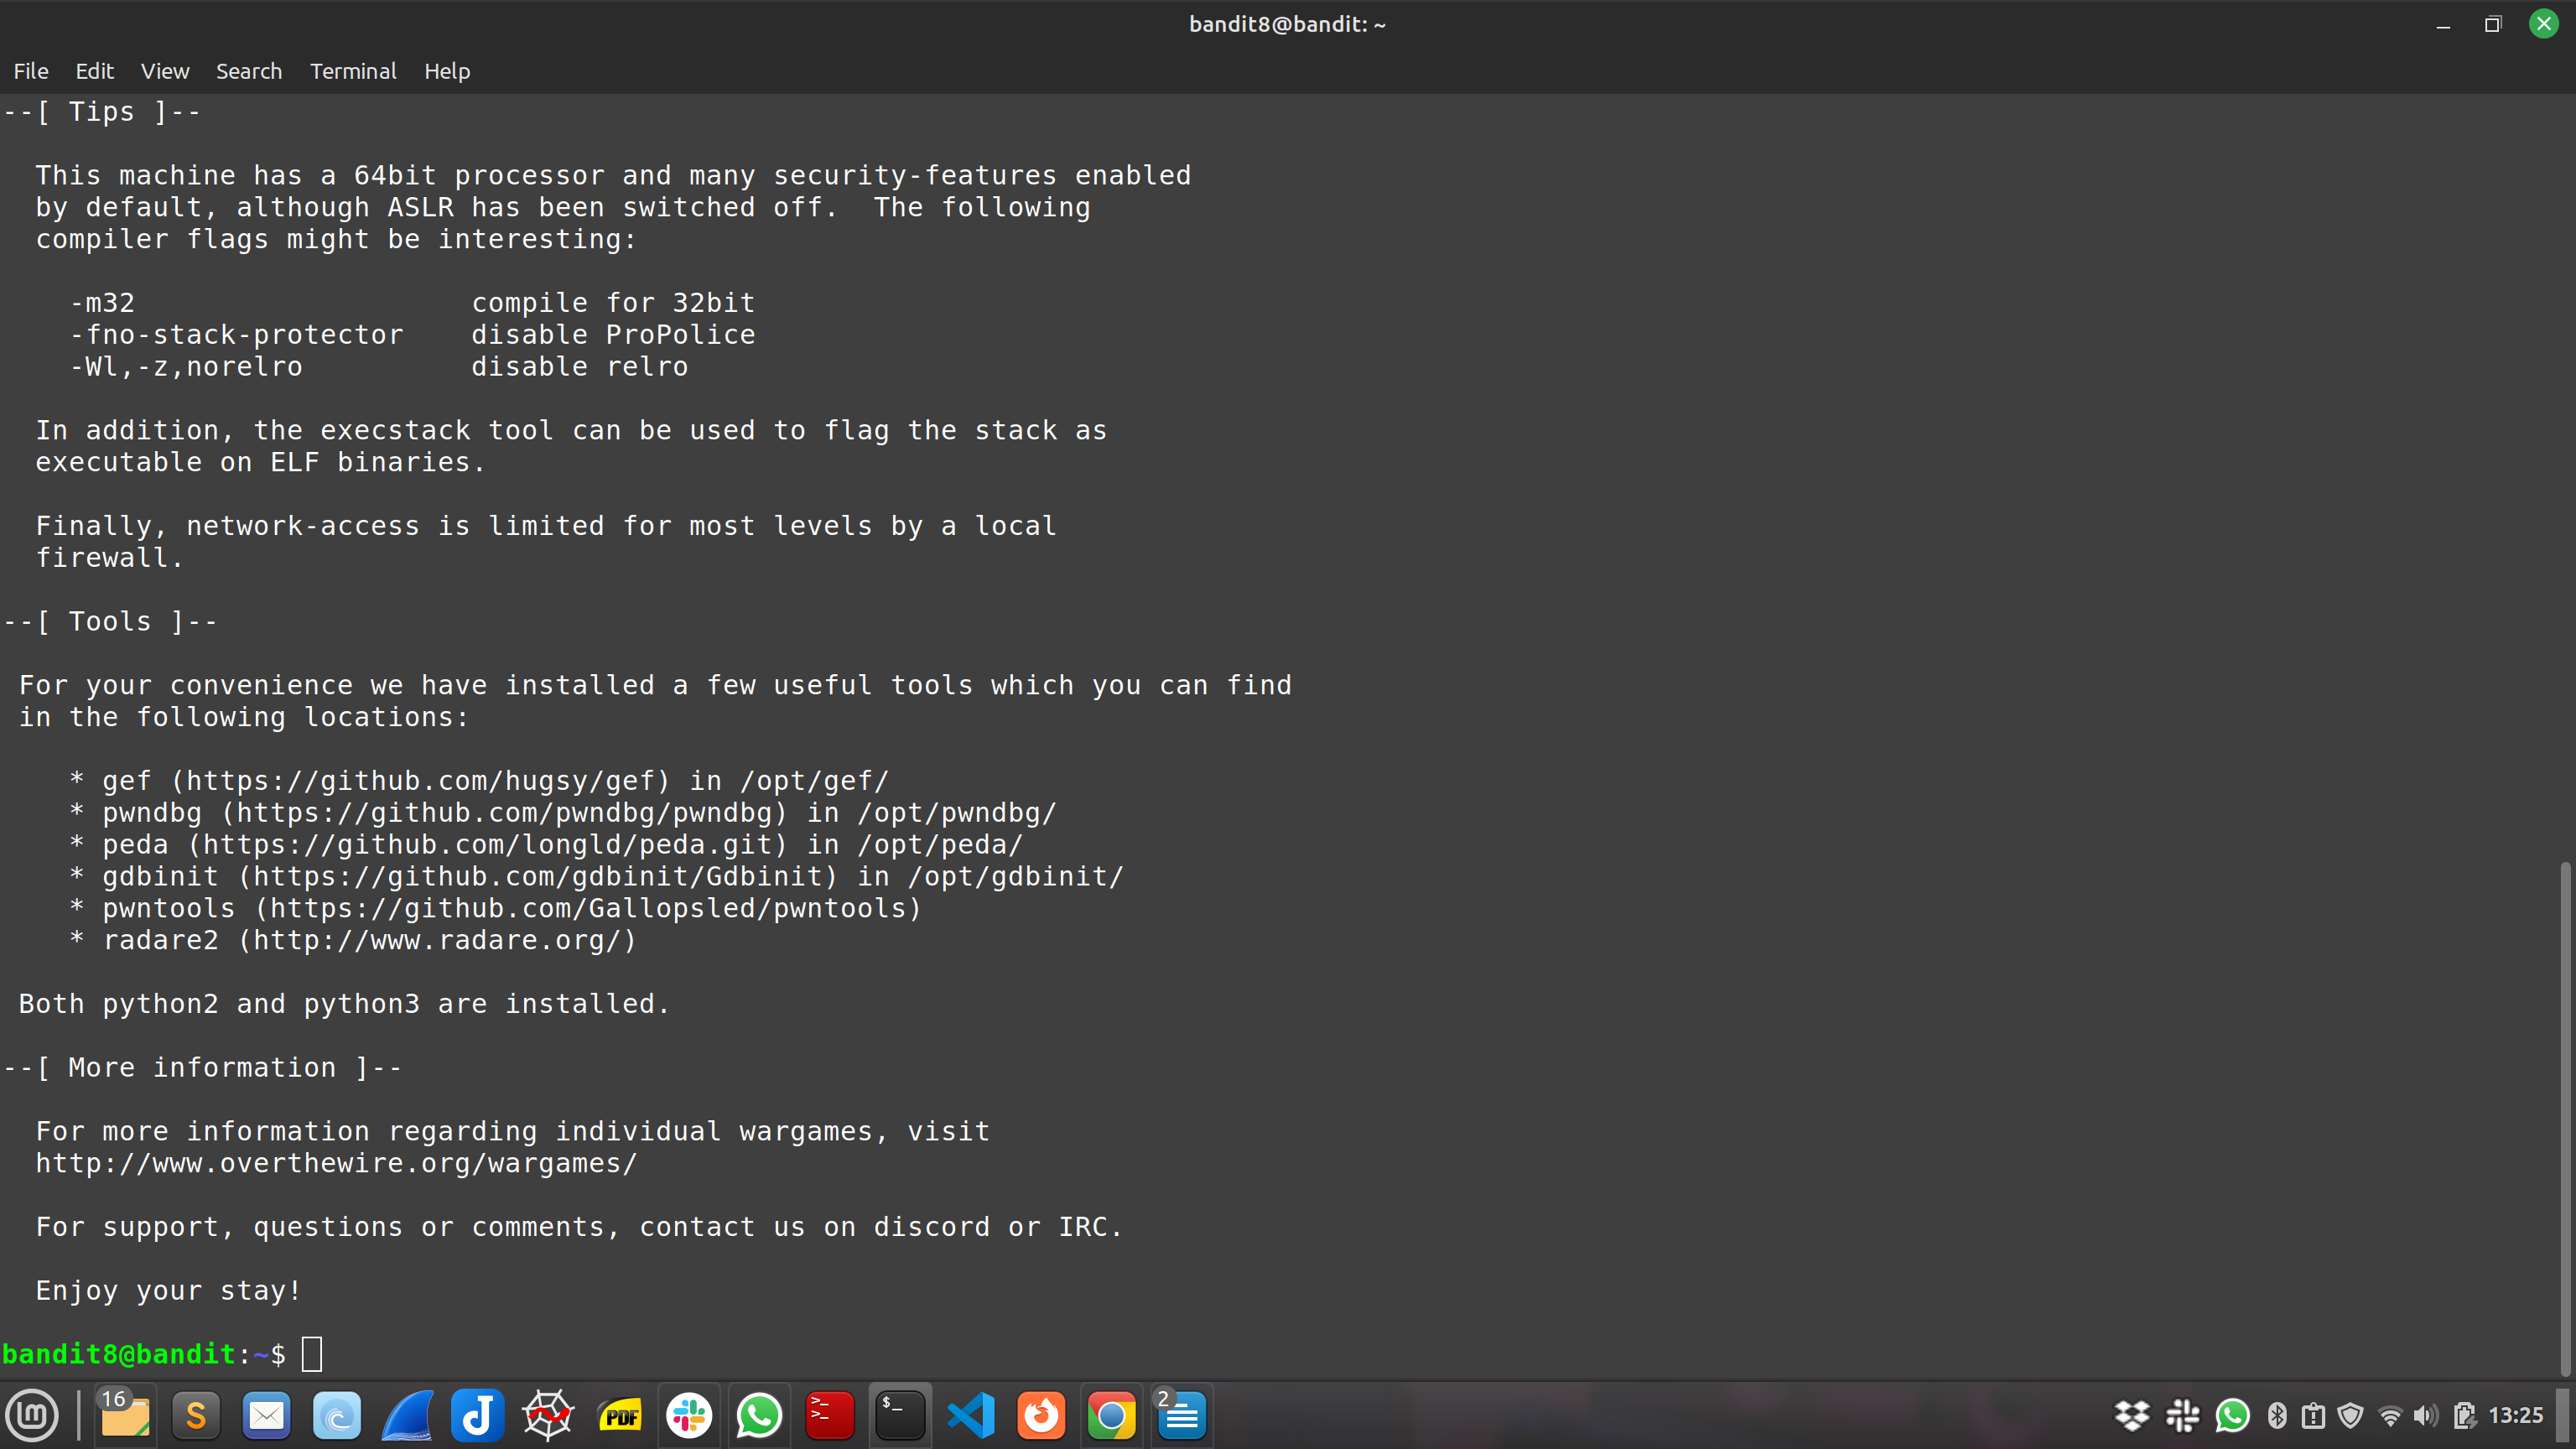 bandit8@bandit: ~
File Edit View Search Terminal Help
--[ Tips ]--
This machine has a 64bit processor and many security-features enabled
by default, although ASLR has been switched off.  The following
compiler flags might be interesting:
-m32                    compile for 32bit
-fno-stack-protector    disable ProPolice
-Wl,-z,norelro          disable relro
In addition, the execstack tool can be used to flag the stack as
executable on ELF binaries.
Finally, network-access is limited for most levels by a local
firewall.
--[ Tools ]--
For your convenience we have installed a few useful tools which you can find
in the following locations:
* gef (https://github.com/hugsy/gef) in /opt/gef/
* pwndbg (https://github.com/pwndbg/pwndbg) in /opt/pwndbg/
* peda (https://github.com/longld/peda.git) in /opt/peda/
* gdbinit (https://github.com/gdbinit/Gdbinit) in /opt/gdbinit/
* pwntools (https://github.com/Gallopsled/pwntools)
* radare2 (http://www.radare.org/)
Both python2 and python3 are installed.
--[ More information ]--
For more information regarding individual wargames, visit
http://www.overthewire.org/wargames/
For support, questions or comments, contact us on discord or IRC.
Enjoy your stay!
bandit8@bandit:~$
16 S PDF >_ >_ $_ 2 13:25